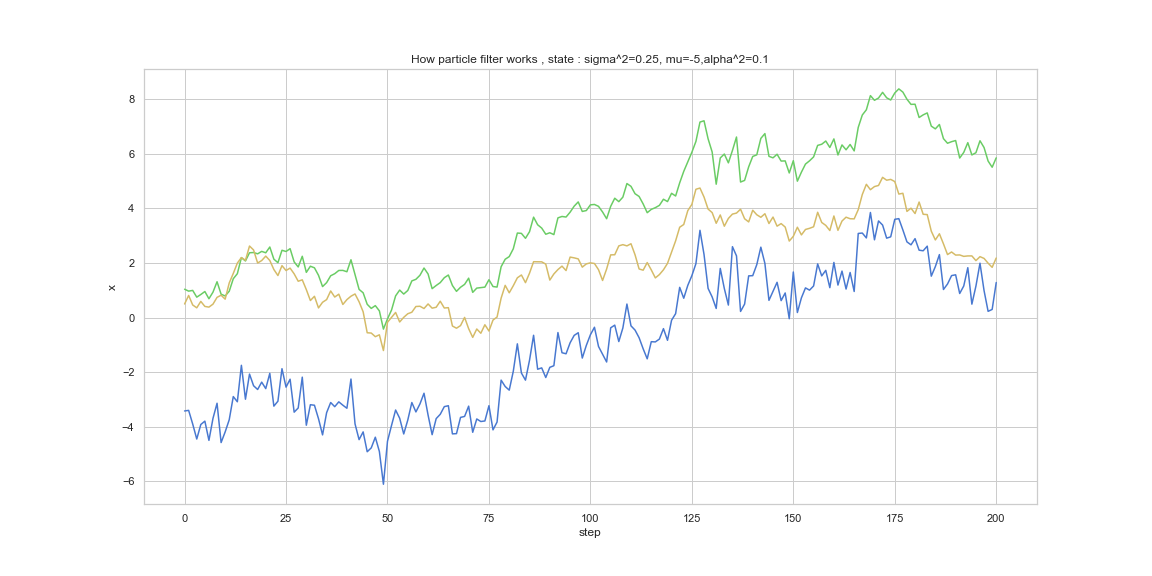 How particle filter works , state : sigma^2=0.25, mu=-5,alpha^2=0.1
8
6
4
2
0
−2
−4
−6
x
0 25 50 75 100 125 150 175 200
step